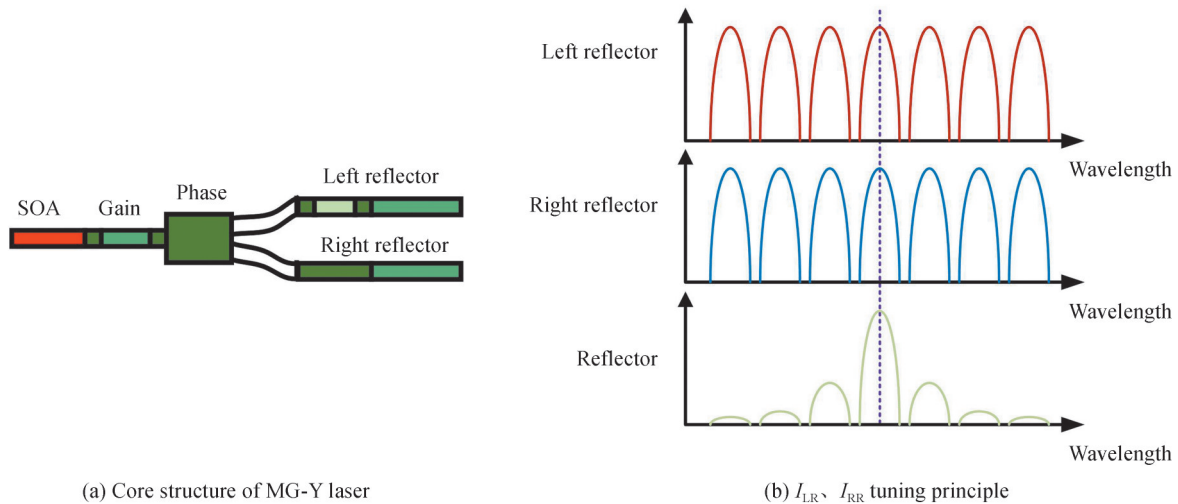 SOA
Gain
Phase
Left reflector
Right reflector
(a) Core structure of MG-Y laser
Left reflector
Wavelength
Right reflector
Wavelength
Reflector
Wavelength
(b) I_LR、I_RR tuning principle